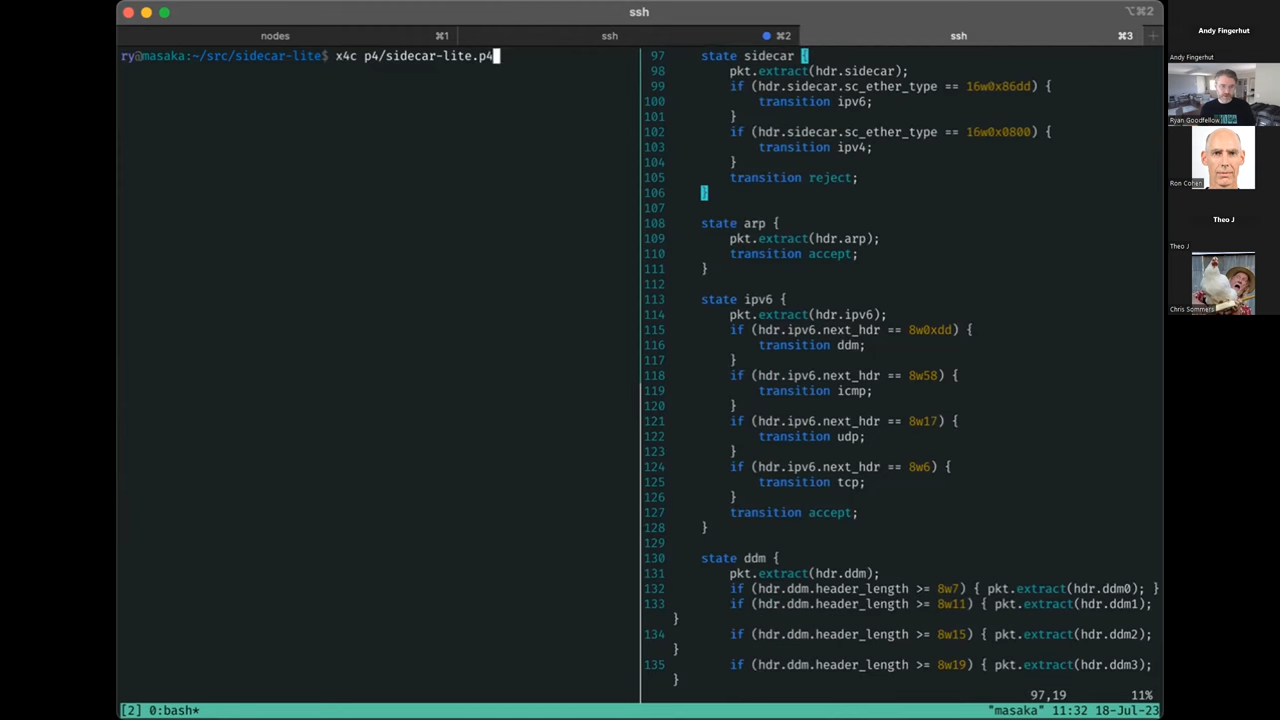 ssh
⌥⌘2
nodes ⌘1
ssh ⌘2
ssh ⌘3
ry@masaka:~/src/sidecar-lite$ x4c p4/sidecar-lite.p4
97 state sidecar {
98 pkt.extract(hdr.sidecar);
99 if (hdr.sidecar.sc_ether_type == 16w0x86dd) {
100 transition ipv6;
101 }
102 if (hdr.sidecar.sc_ether_type == 16w0x0800) {
103 transition ipv4;
104 }
105 transition reject;
106 }
107
108 state arp {
109 pkt.extract(hdr.arp);
110 transition accept;
111 }
112
113 state ipv6 {
114 pkt.extract(hdr.ipv6);
115 if (hdr.ipv6.next_hdr == 8w0xdd) {
116 transition ddm;
117 }
118 if (hdr.ipv6.next_hdr == 8w58) {
119 transition icmp;
120 }
121 if (hdr.ipv6.next_hdr == 8w17) {
122 transition udp;
123 }
124 if (hdr.ipv6.next_hdr == 8w6) {
125 transition tcp;
126 }
127 transition accept;
128 }
129
130 state ddm {
131 pkt.extract(hdr.ddm);
132 if (hdr.ddm.header_length >= 8w7) { pkt.extract(hdr.ddm0); }
133 if (hdr.ddm.header_length >= 8w11) { pkt.extract(hdr.ddm1);
}
134 if (hdr.ddm.header_length >= 8w15) { pkt.extract(hdr.ddm2);
}
135 if (hdr.ddm.header_length >= 8w19) { pkt.extract(hdr.ddm3);
}
97,19 11%
[2] 0:bash*
"masaka" 11:32 18-Jul-23
Andy Fingerhut
Andy Fingerhut
Ryan Goodfellow
Ron Cohen
Theo J
Theo J
Chris Sommers